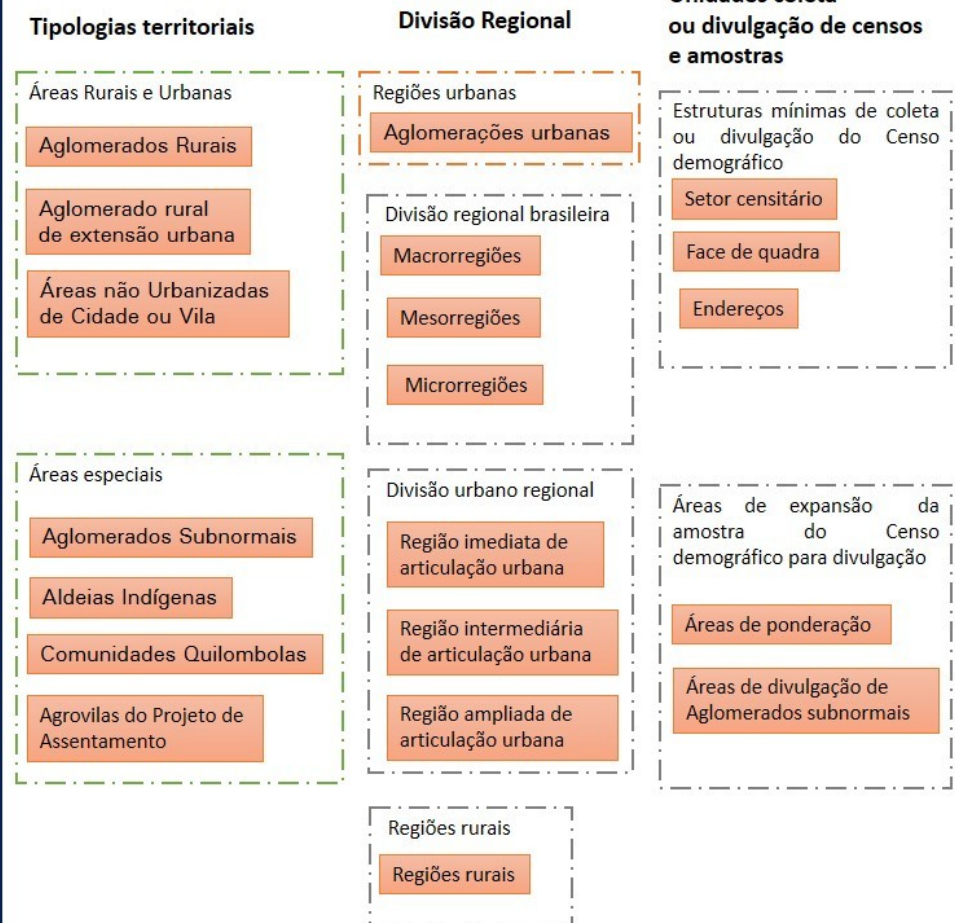 Tipologias territoriais
Áreas Rurais e Urbanas
Aglomerados Rurais
Aglomerado rural
de extensão urbana
Áreas não Urbanizadas
de Cidade ou Vila
Áreas especiais
Aglomerados Subnormais
Aldeias Indígenas
Comunidades Quilombolas
Agrovilas do Projeto de
Assentamento
Divisão Regional
Regiões urbanas
Aglomerações urbanas
Divisão regional brasileira
Macrorregiões
Mesorregiões
Microrregiões
Divisão urbano regional
Região imediata de
articulação urbana
Região intermediária
de articulação urbana
Região ampliada de
articulação urbana
Regiões rurais
Regiões rurais
Unidades coleta
ou divulgação de censos
e amostras
Estruturas mínimas de coleta
ou divulgação do Censo
demográfico
Setor censitário
Face de quadra
Endereços
Áreas de expansão da
amostra do Censo
demográfico para divulgação
Áreas de ponderação
Áreas de divulgação de
Aglomerados subnormais